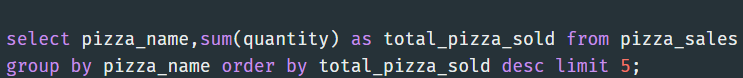 select pizza_name,sum(quantity) as total_pizza_sold from pizza_sales
group by pizza_name order by total_pizza_sold desc limit 5;